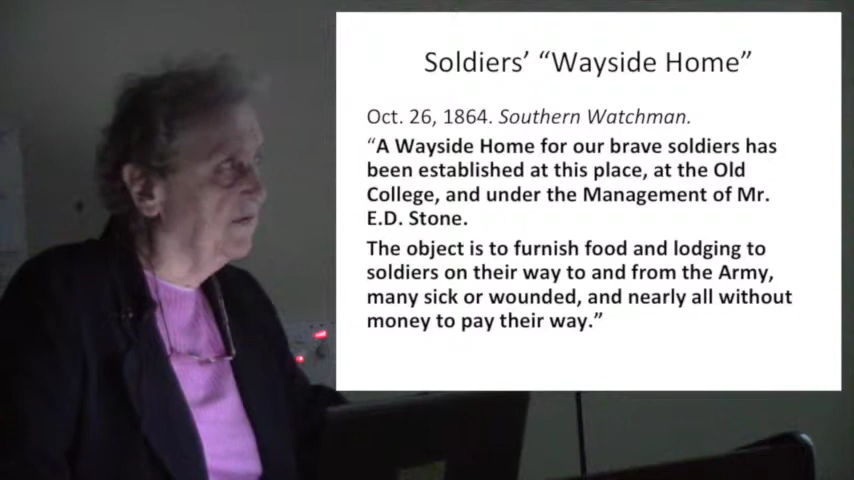 Soldiers’ “Wayside Home”
Oct. 26, 1864. Southern Watchman.
“A Wayside Home for our brave soldiers has
been established at this place, at the Old
College, and under the Management of Mr.
E.D. Stone.
The object is to furnish food and lodging to
soldiers on their way to and from the Army,
many sick or wounded, and nearly all without
money to pay their way.”